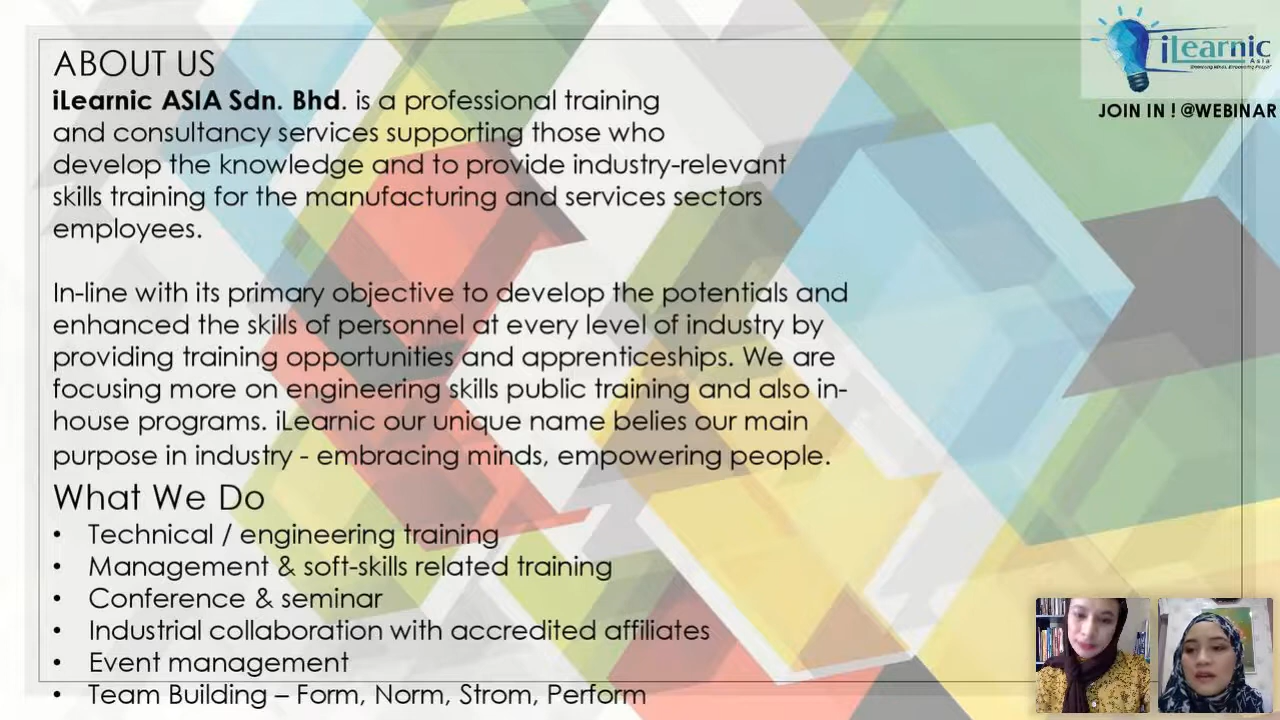 ABOUT US
iLearnic ASIA Sdn. Bhd. is a professional training
and consultancy services supporting those who
develop the knowledge and to provide industry-relevant
skills training for the manufacturing and services sectors
employees.
In-line with its primary objective to develop the potentials and
enhanced the skills of personnel at every level of industry by
providing training opportunities and apprenticeships. We are
focusing more on engineering skills public training and also in-
house programs. iLearnic our unique name belies our main
purpose in industry - embracing minds, empowering people.
What We Do
• Technical / engineering training
• Management & soft-skills related training
• Conference & seminar
• Industrial collaboration with accredited affiliates
• Event management
• Team Building – Form, Norm, Strom, Perform
iLearnic
Asia
"Embracing Minds, Empowering People"
JOIN IN ! @WEBINAR